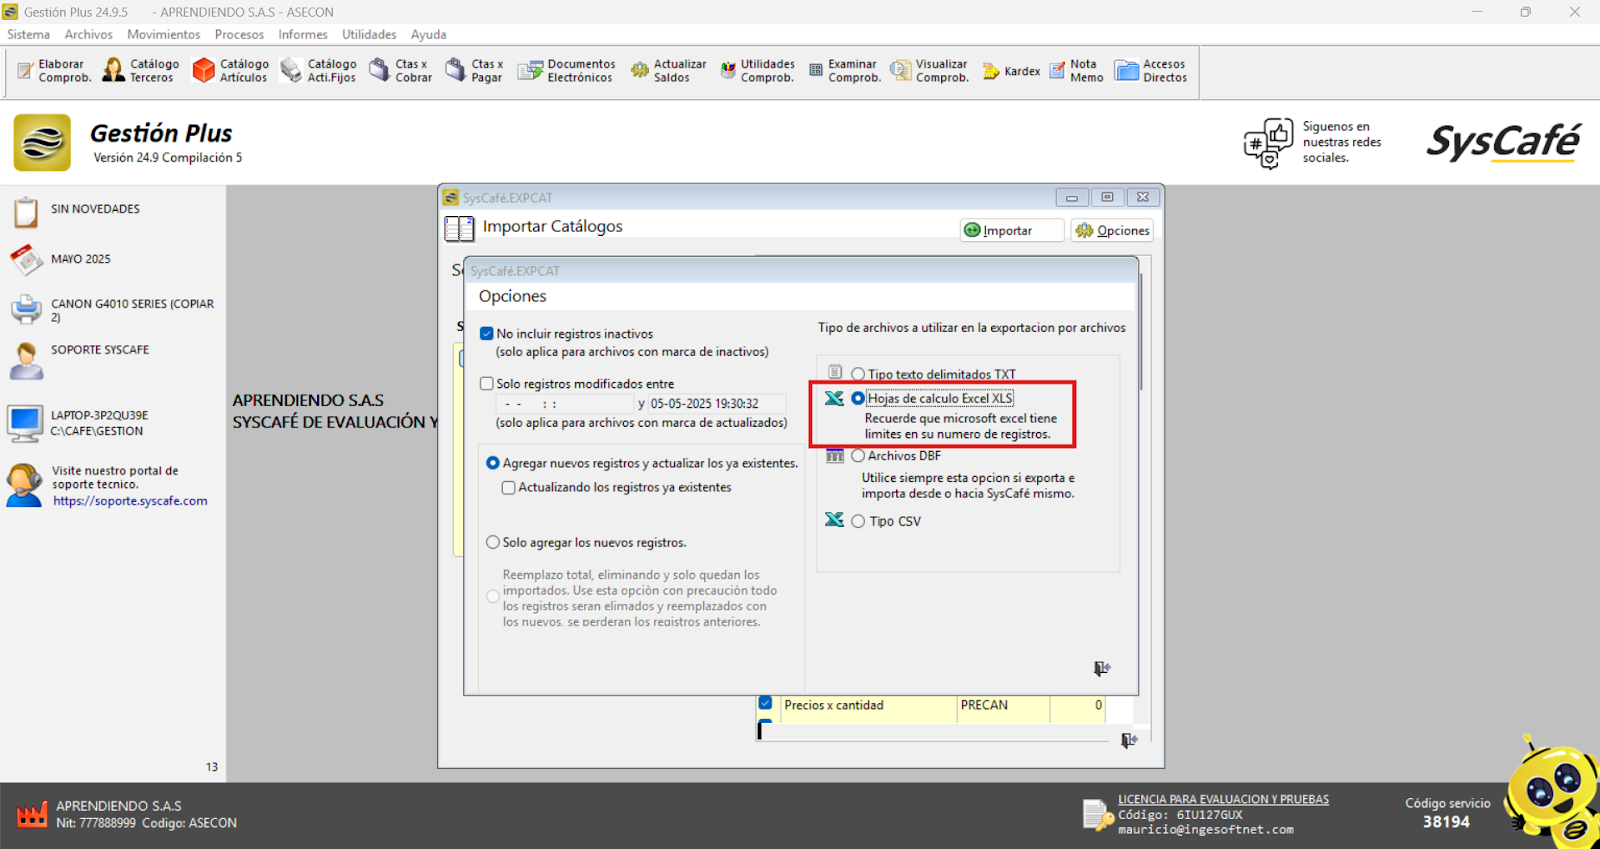 Gestión Plus 24.9.5 - APRENDIENDO S.A.S - ASECON
Sistema Archivos Movimientos Procesos Informes Utilidades Ayuda
Elaborar Comprob.
Catálogo Terceros
Catálogo Artículos
Catálogo Acti.Fijos
Ctas x Cobrar
Ctas x Pagar
Documentos Electrónicos
Actualizar Saldos
Utilidades Comprob.
Examinar Comprob.
Visualizar Comprob.
Kardex
Nota Memo
Accesos Directos
Gestión Plus
Versión 24.9 Compilación 5
Siguenos en
nuestras redes
sociales.
SysCafé
SIN NOVEDADES
MAYO 2025
CANON G4010 SERIES (COPIAR
2)
SOPORTE SYSCAFE
LAPTOP-3P2QU39E
C:\CAFE\GESTION
Visite nuestro portal de
soporte tecnico.
https://soporte.syscafe.com
13
APRENDIENDO S.A.S
SYSCAFÉ DE EVALUACIÓN Y
SysCafé.EXPCAT
Importar Catálogos
Importar
Opciones
SysCafé.EXPCAT
Opciones
No incluir registros inactivos
(solo aplica para archivos con marca de inactivos)
Solo registros modificados entre
- - : : y 05-05-2025 19:30:32
(solo aplica para archivos con marca de actualizados)
Agregar nuevos registros y actualizar los ya existentes.
Actualizando los registros ya existentes
Solo agregar los nuevos registros.
Reemplazo total, eliminando y solo quedan los
importados. Use esta opciòn con precauciòn todo
los registros seran elimados y reemplazados con
los nuevos, se perderan los registros anteriores.
Tipo de archivos a utilizar en la exportacion por archivos
Tipo texto delimitados TXT
Hojas de calculo Excel XLS
Recuerde que microsoft excel tiene
limites en su numero de registros.
Archivos DBF
Utilice siempre esta opcion si exporta e
importa desde o hacia SysCafé mismo.
Tipo CSV
Precios x cantidad PRECAN 0
APRENDIENDO S.A.S
Nit: 777888999 Codigo: ASECON
LICENCIA PARA EVALUACION Y PRUEBAS
Código: 6IU127GUX
mauricio@ingesoftnet.com
Código servicio
38194